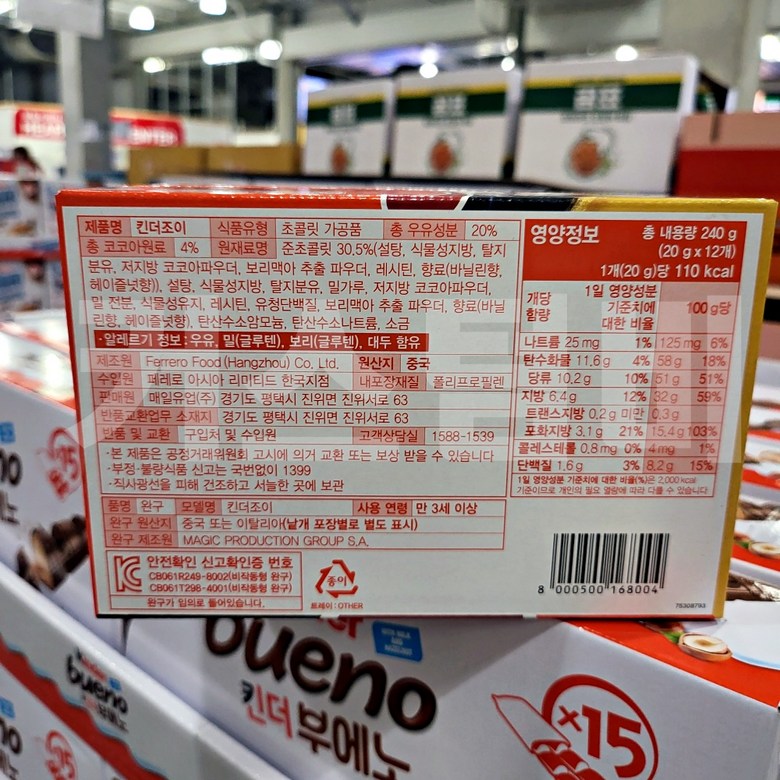 제품명 킨더조이 식품유형 초콜릿 가공품 총 우유성분 20%
총 코코아원료 4% 원재료명 준초콜릿 30.5%(설탕, 식물성지방, 탈지
분유, 저지방 코코아파우더, 보리맥아 추출 파우더, 레시틴, 향료(바닐린향,
헤이즐넛향)), 설탕, 식물성지방, 탈지분유, 밀가루, 저지방 코코아파우더,
밀 전분, 식물성유지, 레시틴, 유청단백질, 보리맥아 추출 파우더, 향료(바닐
린향, 헤이즐넛향), 탄산수소암모늄, 탄산수소나트륨, 소금
·알레르기 정보 : 우유, 밀(글루텐), 보리(글루텐), 대두 함유
제조원 Ferrero Food (Hangzhou) Co, Ltd. 원산지 중국
수입원 페레로 아시아 리미티드 한국지점 내포장재질 폴리프로필렌
판매원 매일유업(주) 경기도 평택시 진위면 진위서로 63
반품교환업무 소재지 경기도 평택시 진위면 진위서로 63
반품 및 교환 구입처 및 수입원 고객상담실 1588-1539
·본 제품은 공정거래위원회 고시에 의거 교환 또는 보상 받을 수 있습니다
·부정·불량식품 신고는 국번없이 1399
·직사광선을 피해 건조하고 서늘한 곳에 보관
품명 완구 모델명 킨더조이 사용 연령 만 3세 이상
완구 원산지 중국 또는 이탈리아(낱개 포장별로 별도 표시)
완구 제조원 MAGIC PRODUCTION GROUP S.A.
안전확인 신고확인증 번호
CB061R249-8002(비작동형 완구)
CB061T298-4001(비작동형 완구)
완구가 임의로 들어있습니다.
종이
트레이 : OTHER
영양정보
총 내용량 240 g
(20 g x 12개)
1개(20 g)당 110 kcal
개당 함량 1일 영양성분 기준치에 대한 비율 100 g당
나트륨 25 mg 1% 125 mg 6%
탄수화물 11.6 g 4% 58 g 18%
당류 10.2 g 10% 51 g 51%
지방 6.4 g 12% 32 g 59%
트랜스지방 0.2 g 미만 0.3 g
포화지방 3.1 g 21% 15.4 g 103%
콜레스테롤 0.8 mg 0% 4 mg 1%
단백질 1.6 g 3% 8.2 g 15%
1일 영양성분 기준치에 대한 비율(%)은 2,000 kcal
기준이므로 개인의 필요 열량에 따라 다를 수 있습니다.
8 000500 168004
75308793
bueno
킨더 부에노
x15
bueno
부에노
x15